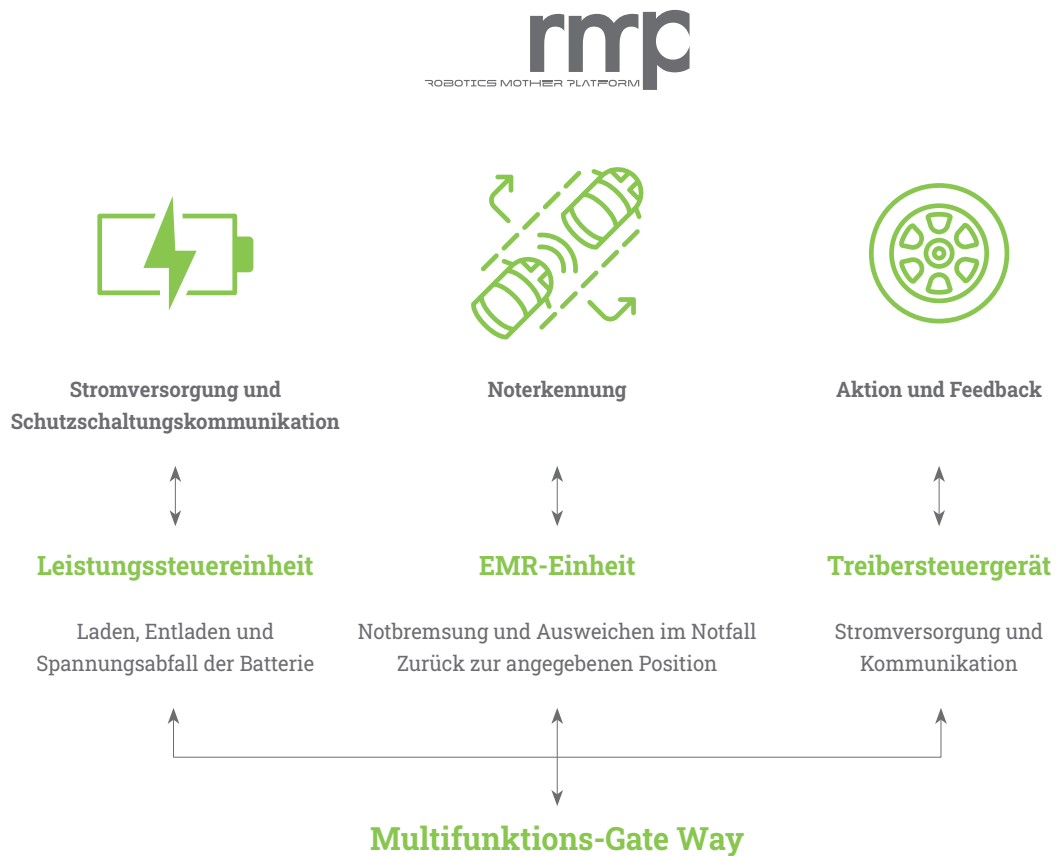 rmp
ROBOTICS MOTHER PLATFORM
Stromversorgung und
Schutzschaltungskommunikation
Noterkennung
Aktion und Feedback
Leistungssteuereinheit
EMR-Einheit
Treibersteuergerät
Laden, Entladen und
Spannungsabfall der Batterie
Notbremsung und Ausweichen im Notfall
Zurück zur angegebenen Position
Stromversorgung und
Kommunikation
Multifunktions-Gate Way